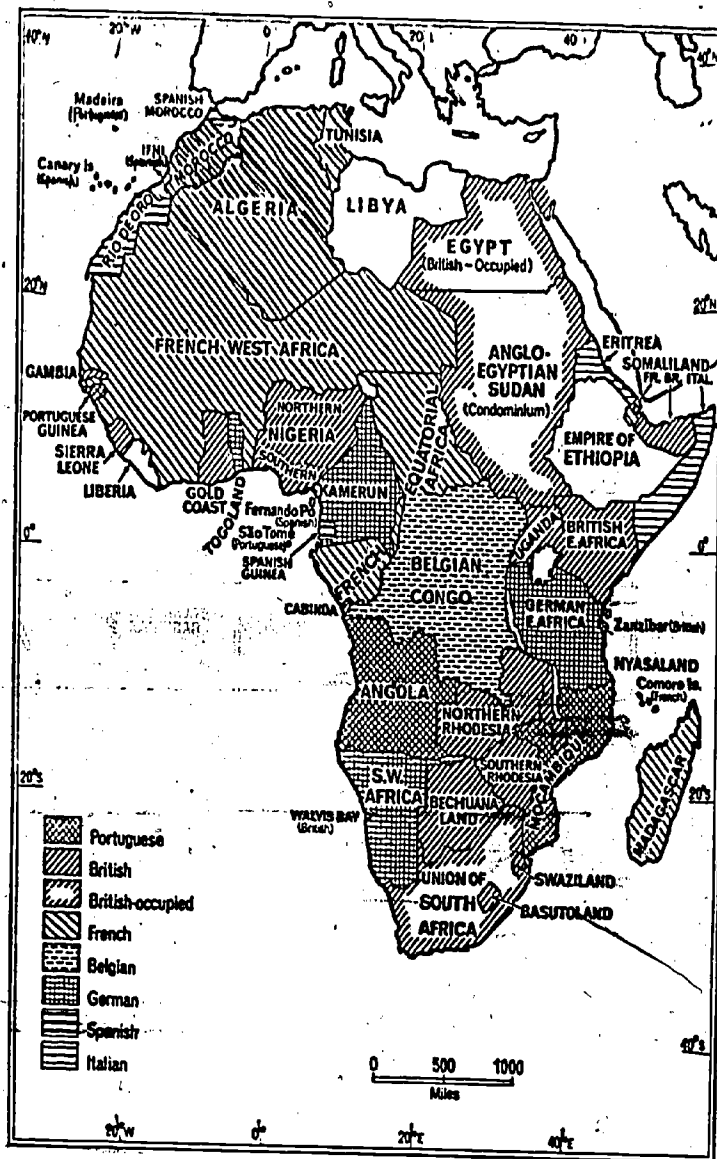 40°N
20°W
0
20
40
40°N
Madeira
(Portuguese)
SPANISH
MOROCCO
IFNI
(Spanish)
Canary Is
(Spanish)
MOROCCO
TUNISIA
RIO DE ORO
ALGERIA
LIBYA
EGYPT
(British-Occupied)
20°N
20°N
FRENCH WEST AFRICA
ANGLO-
EGYPTIAN
SUDAN
(Condominium)
ERITREA
SOMALILAND
FR. BR. ITAL.
GAMBIA
PORTUGUESE
GUINEA
SIERRA
LEONE
LIBERIA
NORTHERN
NIGERIA
SOUTHERN
GOLD
COAST
TOGOLAND
KAMERUN
EQUATORIAL
AFRICA
FRENCH
EMPIRE OF
ETHIOPIA
Fernando Po
(Spanish)
São Tomé
(Portuguese)
SPANISH
GUINEA
0°
0°
UGANDA
BRITISH
E. AFRICA
BELGIAN
CONGO
CABINDA
GERMAN
E. AFRICA
Zanzibar (British)
NYASALAND
Comoro Is.
(French)
ANGOLA
NORTHERN
RHODESIA
SOUTHERN
RHODESIA
MOCAMBIQUE
MADAGASCAR
20°S
20°S
S.W.
AFRICA
WALVIS BAY
(British)
BECHUANA
LAND
UNION OF
SOUTH
AFRICA
SWAZILAND
BASUTOLAND
Portuguese
British
British-occupied
French
Belgian
German
Spanish
Italian
0 500 1000
Miles
40°S
20°W
0°
20°E
40°E